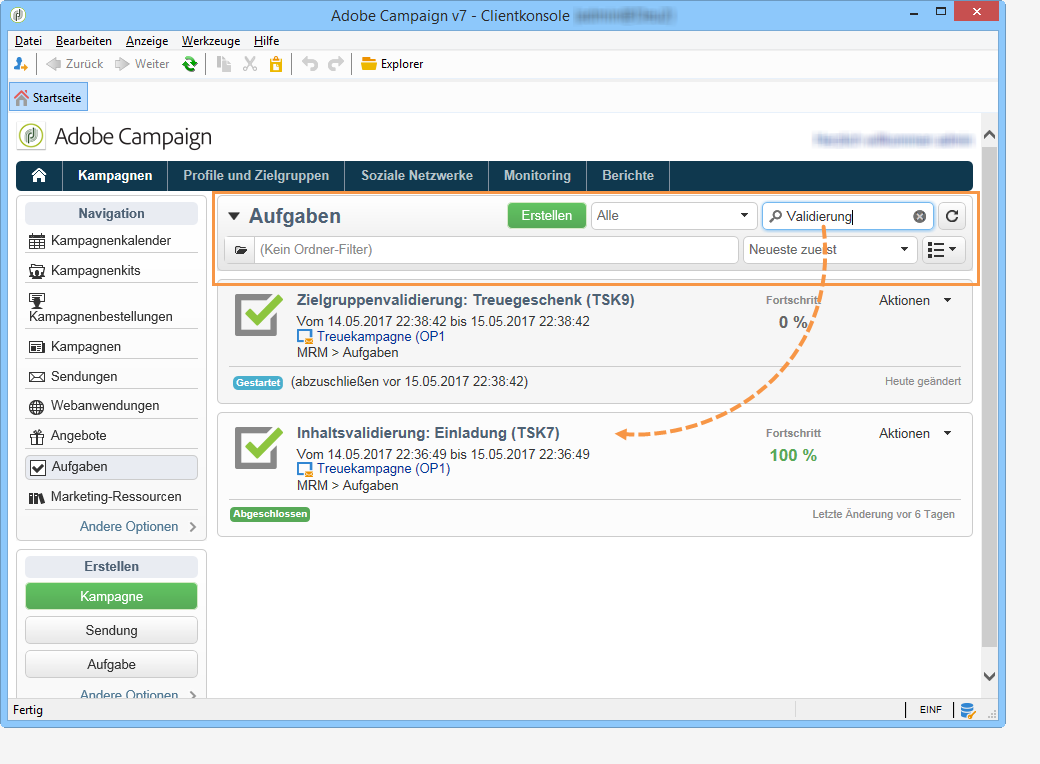 Adobe Campaign v7 - Clientkonsole
Datei Bearbeiten Anzeige Werkzeuge Hilfe
Zurück Weiter Explorer
Startseite
Adobe Campaign
Kampagnen Profile und Zielgruppen Soziale Netzwerke Monitoring Berichte
Navigation
Kampagnenkalender
Kampagnenkits
Kampagnenbestellungen
Kampagnen
Sendungen
Webanwendungen
Angebote
Aufgaben
Marketing-Ressourcen
Andere Optionen
Erstellen
Kampagne
Sendung
Aufgabe
Andere Optionen
Aufgaben Erstellen Alle Validierung
(Kein Ordner-Filter) Neueste zuerst
Zielgruppenvalidierung: Treuegeschenk (TSK9) Fortschritt Aktionen
Vom 14.05.2017 22:38:42 bis 15.05.2017 22:38:42 0 %
Treuekampagne (OP1
MRM > Aufgaben
Gestartet (abzuschließen vor 15.05.2017 22:38:42) Heute geändert
Inhaltsvalidierung: Einladung (TSK7) Fortschritt Aktionen
Vom 14.05.2017 22:36:49 bis 15.05.2017 22:36:49 100 %
Treuekampagne (OP1)
MRM > Aufgaben
Abgeschlossen Letzte Änderung vor 6 Tagen
Fertig EINF